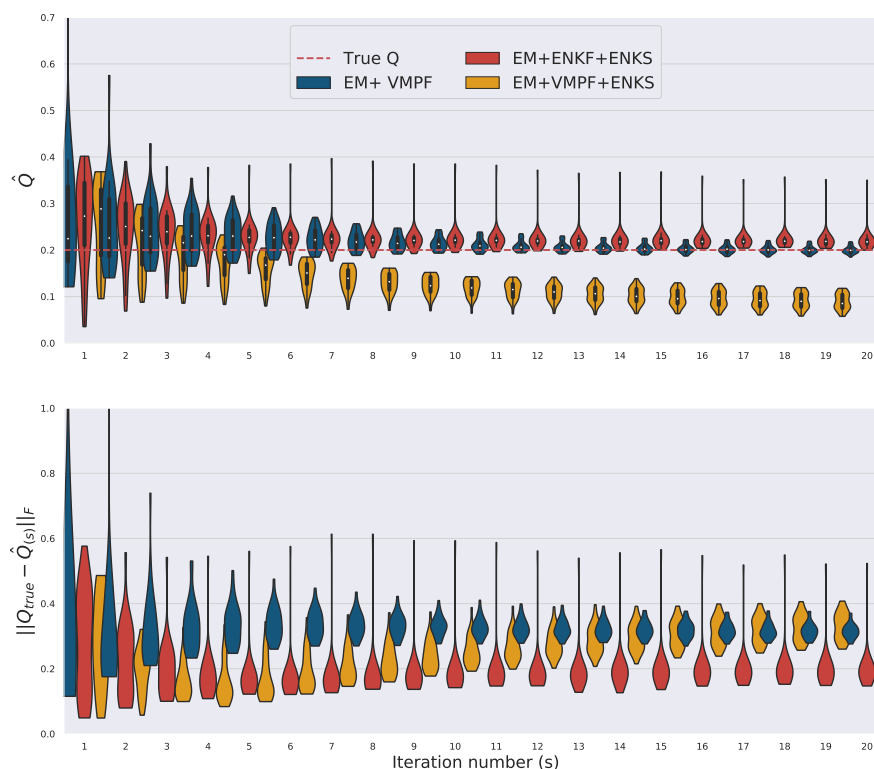 0.7
0.6
0.5
0.4
0.3
0.2
0.1
0.0
Q̂
True Q
EM+ VMPF
EM+ENKF+ENKS
EM+VMPF+ENKS
1 2 3 4 5 6 7 8 9 10 11 12 13 14 15 16 17 18 19 20
1.0
0.8
0.6
0.4
0.2
0.0
||Q_true − Q̂_(s)||_F
1 2 3 4 5 6 7 8 9 10 11 12 13 14 15 16 17 18 19 20
Iteration number (s)